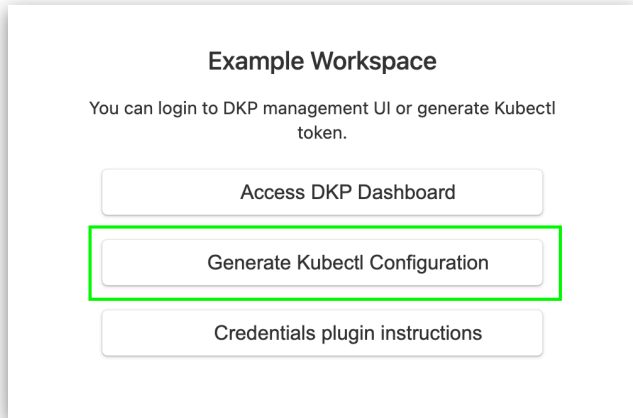 Example Workspace
You can login to DKP management UI or generate Kubectl
token.
Access DKP Dashboard
Generate Kubectl Configuration
Credentials plugin instructions